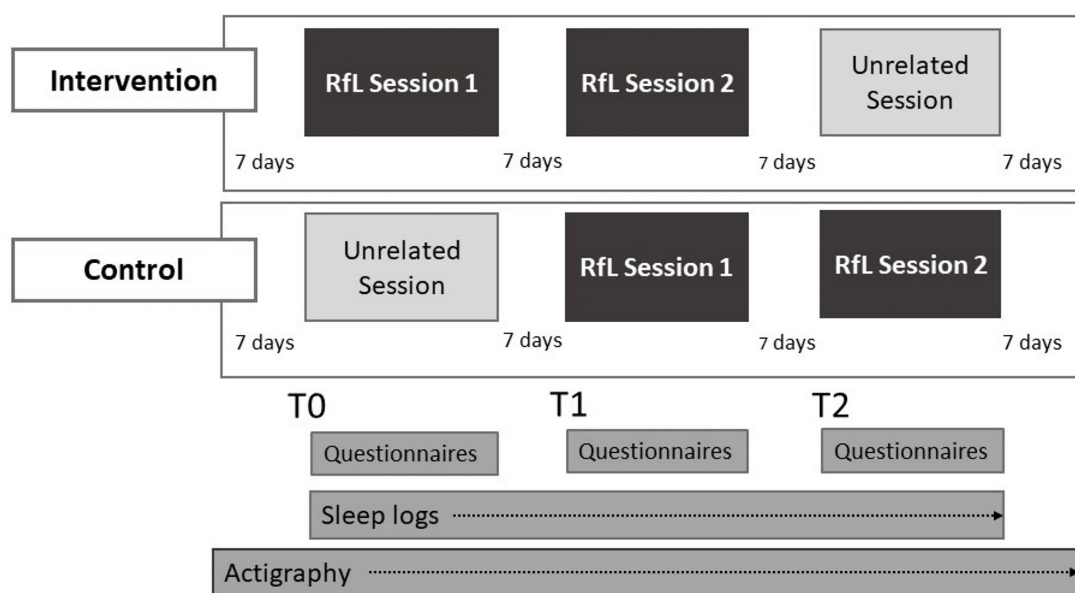 Intervention
RfL Session 1
RfL Session 2
Unrelated
Session
7 days
7 days
7 days
7 days
Control
Unrelated
Session
RfL Session 1
RfL Session 2
7 days
7 days
7 days
7 days
T0
T1
T2
Questionnaires
Questionnaires
Questionnaires
Sleep logs
Actigraphy